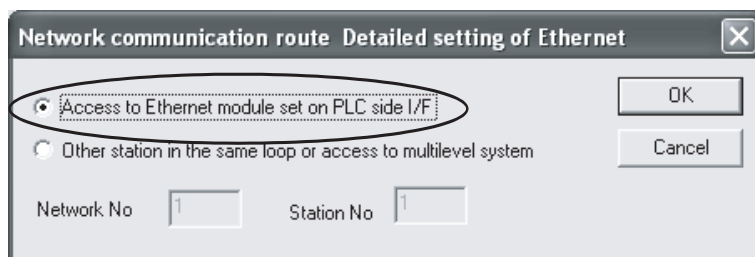 Network communication route Detailed setting of Ethernet
Access to Ethernet module set on PLC side I/F
OK
Other station in the same loop or access to multilevel system
Cancel
Network No 1 Station No 1